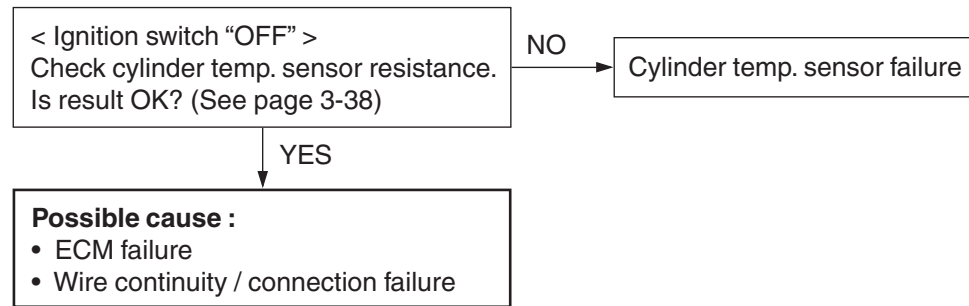 < Ignition switch “OFF” >
Check cylinder temp. sensor resistance.
Is result OK? (See page 3-38)
NO
Cylinder temp. sensor failure
YES
Possible cause :
• ECM failure
• Wire continuity / connection failure